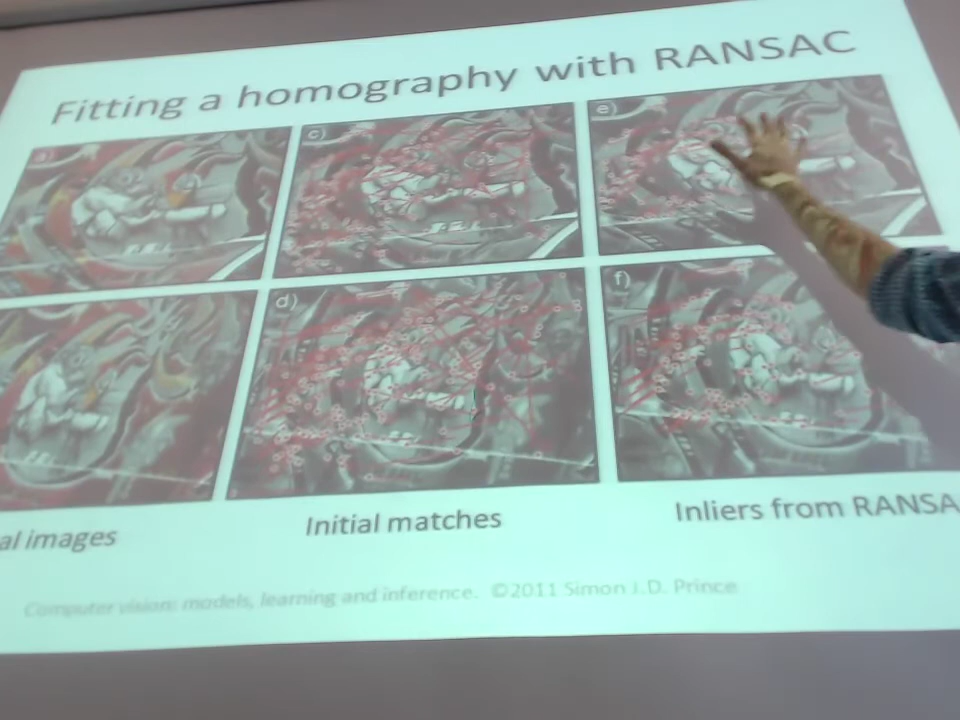 Fitting a homography with RANSAC
a) c) e)
d) f)
al images Initial matches Inliers from RANSA
Computer vision: models, learning and inference. ©2011 Simon J.D. Prince